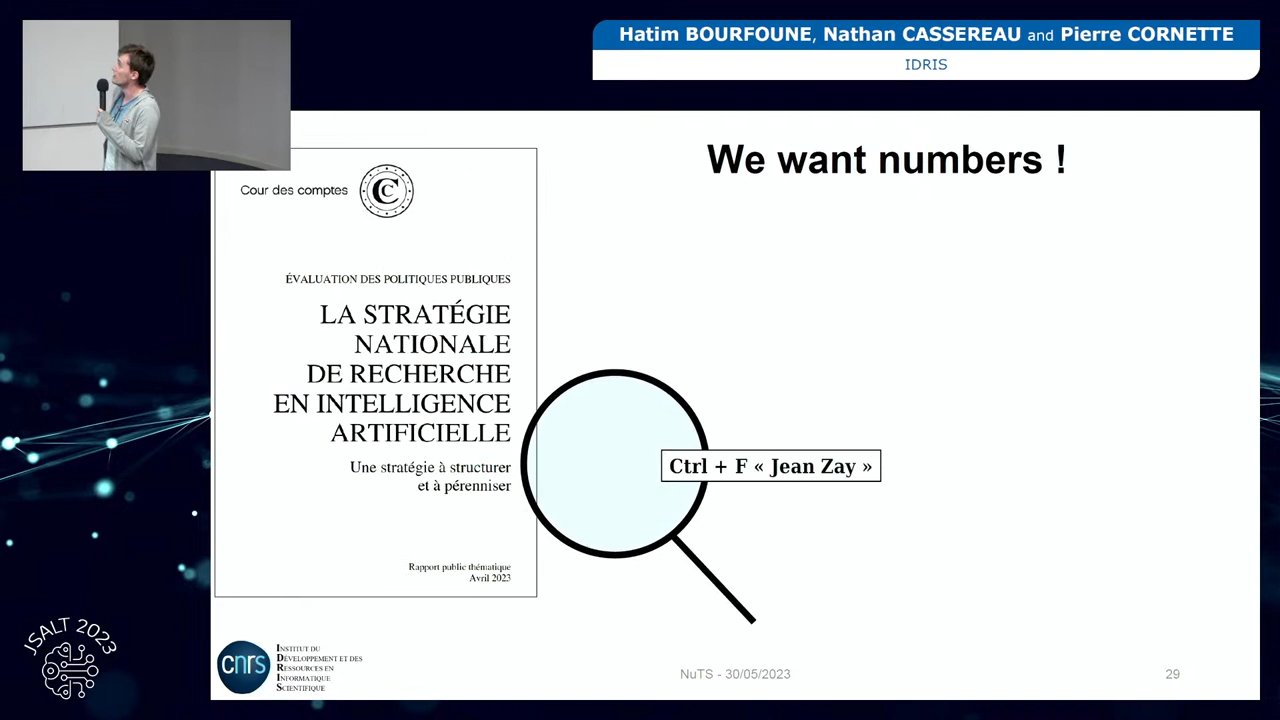 Hatim BOURFOUNE, Nathan CASSEREAU and Pierre CORNETTE
IDRIS
We want numbers !
Cour des comptes
CC
ÉVALUATION DES POLITIQUES PUBLIQUES
LA STRATÉGIE
NATIONALE
DE RECHERCHE
EN INTELLIGENCE
ARTIFICIELLE
Une stratégie à structurer
et à pérenniser
Rapport public thématique
Avril 2023
Ctrl + F « Jean Zay »
JSALT 2023
cnrs
INSTITUT DU
DÉVELOPPEMENT ET DES
RESSOURCES EN
INFORMATIQUE
SCIENTIFIQUE
NuTS - 30/05/2023
29